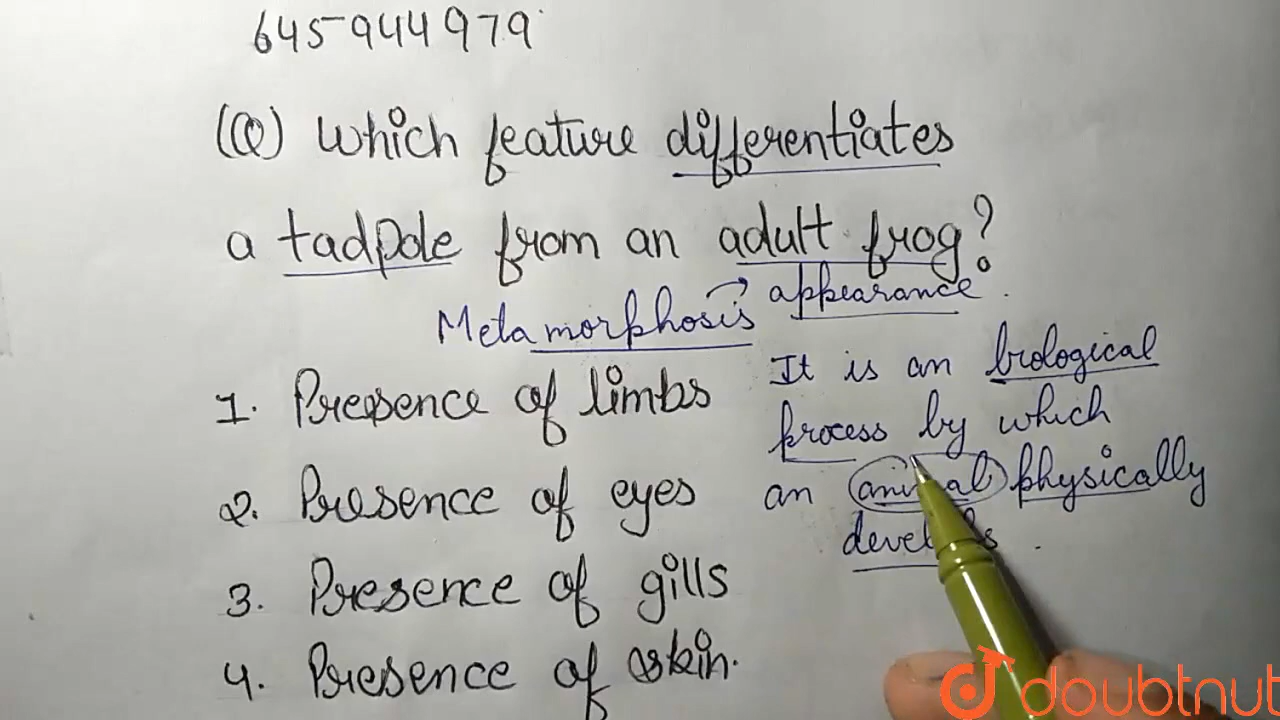 645944979
(Q) Which feature differentiates
a tadpole from an adult frog?
Metamorphosis → appearance.
It is an biological
process by which
an animal physically
develops.
1. Presence of limbs
2. Presence of eyes
3. Presence of gills
4. Presence of skin.
doubtnut